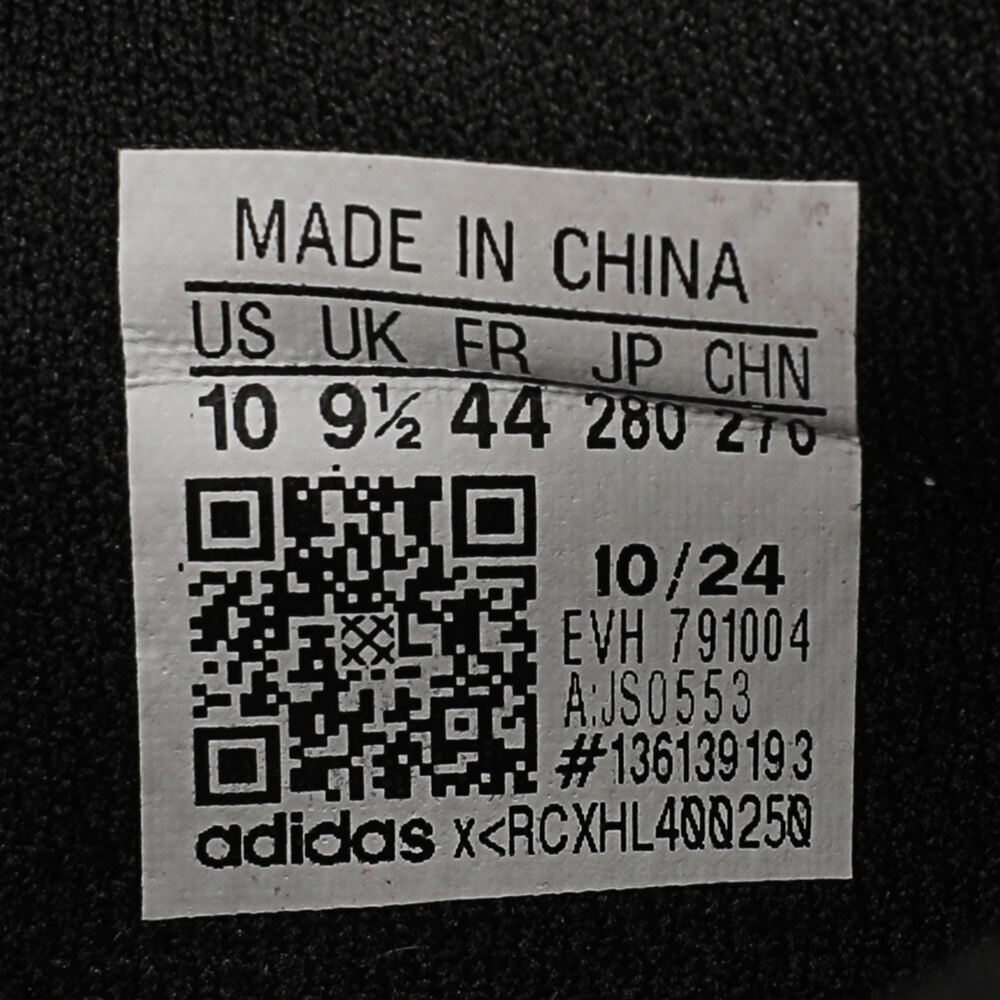 MADE IN CHINA
US UK FR JP CHN
10 9½ 44 280 276
10/24
EVH 791004
A:JS0553
#136139193
adidas x<RCXHL400250